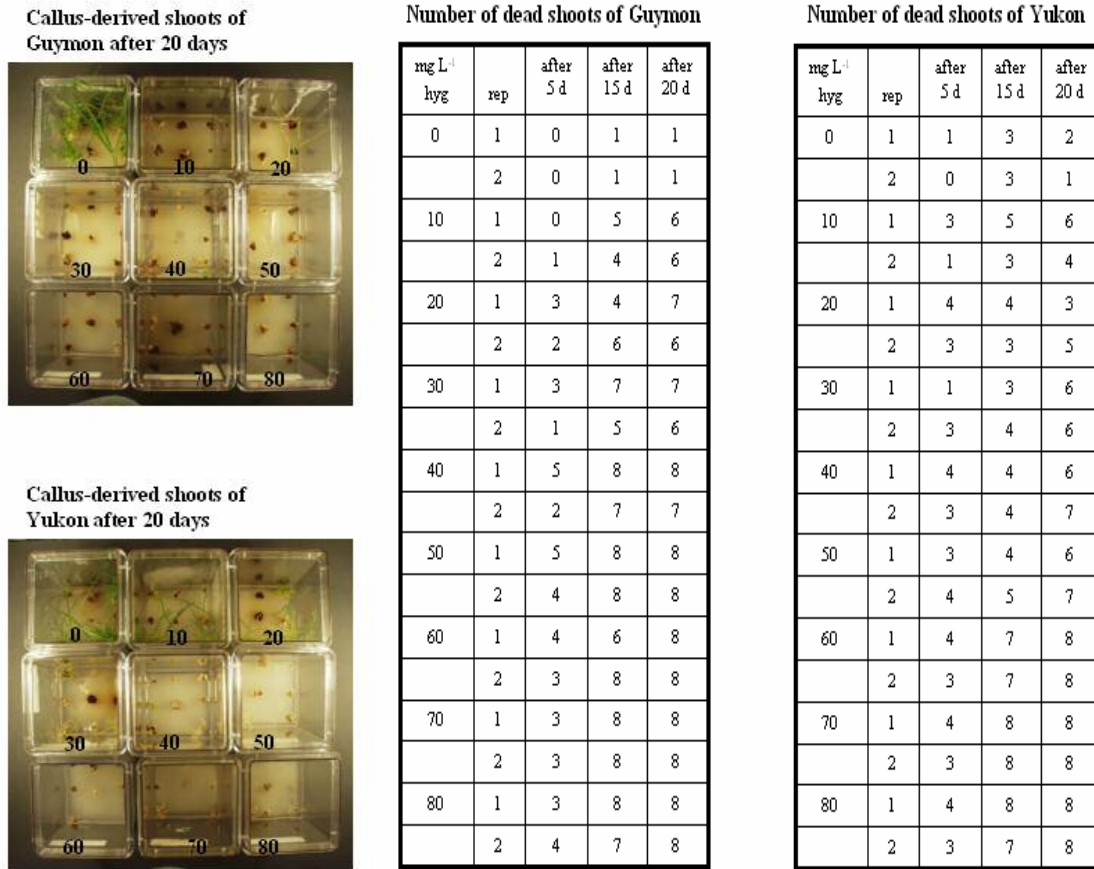 Callus-derived shoots of
Guymon after 20 days
0 10 20
30 40 50
60 70 80
Callus-derived shoots of
Yukon after 20 days
0 10 20
30 40 50
60 70 80
Number of dead shoots of Guymon
mg L⁻¹ hyg rep after 5 d after 15 d after 20 d
0 1 0 1 1
2 0 1 1
10 1 0 5 6
2 1 4 6
20 1 3 4 7
2 2 6 6
30 1 3 7 7
2 1 5 6
40 1 5 8 8
2 2 7 7
50 1 5 8 8
2 4 8 8
60 1 4 6 8
2 3 8 8
70 1 3 8 8
2 3 8 8
80 1 3 8 8
2 4 7 8
Number of dead shoots of Yukon
mg L⁻¹ hyg rep after 5 d after 15 d after 20 d
0 1 1 3 2
2 0 3 1
10 1 3 5 6
2 1 3 4
20 1 4 4 3
2 3 3 5
30 1 1 3 6
2 3 4 6
40 1 4 4 6
2 3 4 7
50 1 3 4 6
2 4 5 7
60 1 4 7 8
2 3 7 8
70 1 4 8 8
2 3 8 8
80 1 4 8 8
2 3 7 8